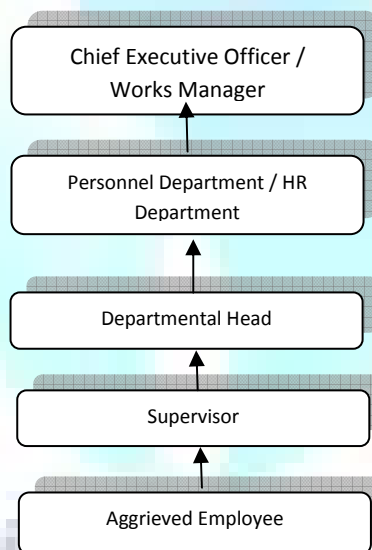 Chief Executive Officer /
Works Manager
Personnel Department / HR
Department
Departmental Head
Supervisor
Aggrieved Employee